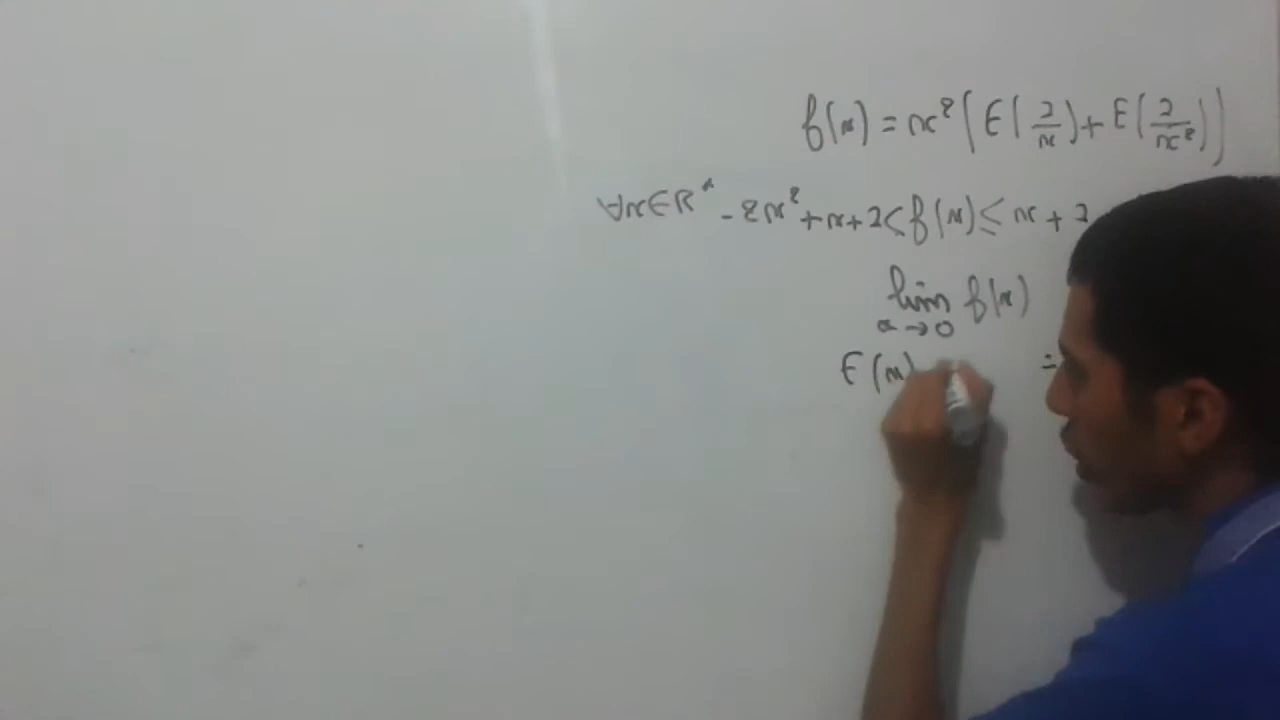 f(x) = x² ( E( 2/x ) + E( 2/x² ) )
∀x∈R* -2x² + x + 2 < f(x) ≤ x + 2
lim f(x)
x → 0
E(x) =